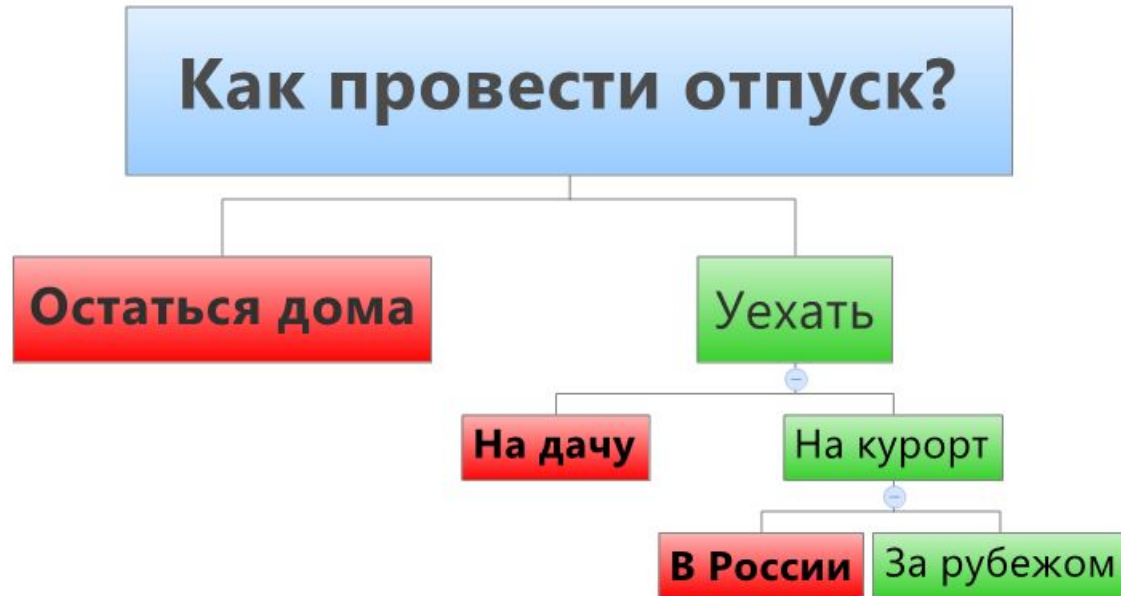 Как провести отпуск?
Остаться дома
Уехать
На дачу
На курорт
В России
За рубежом